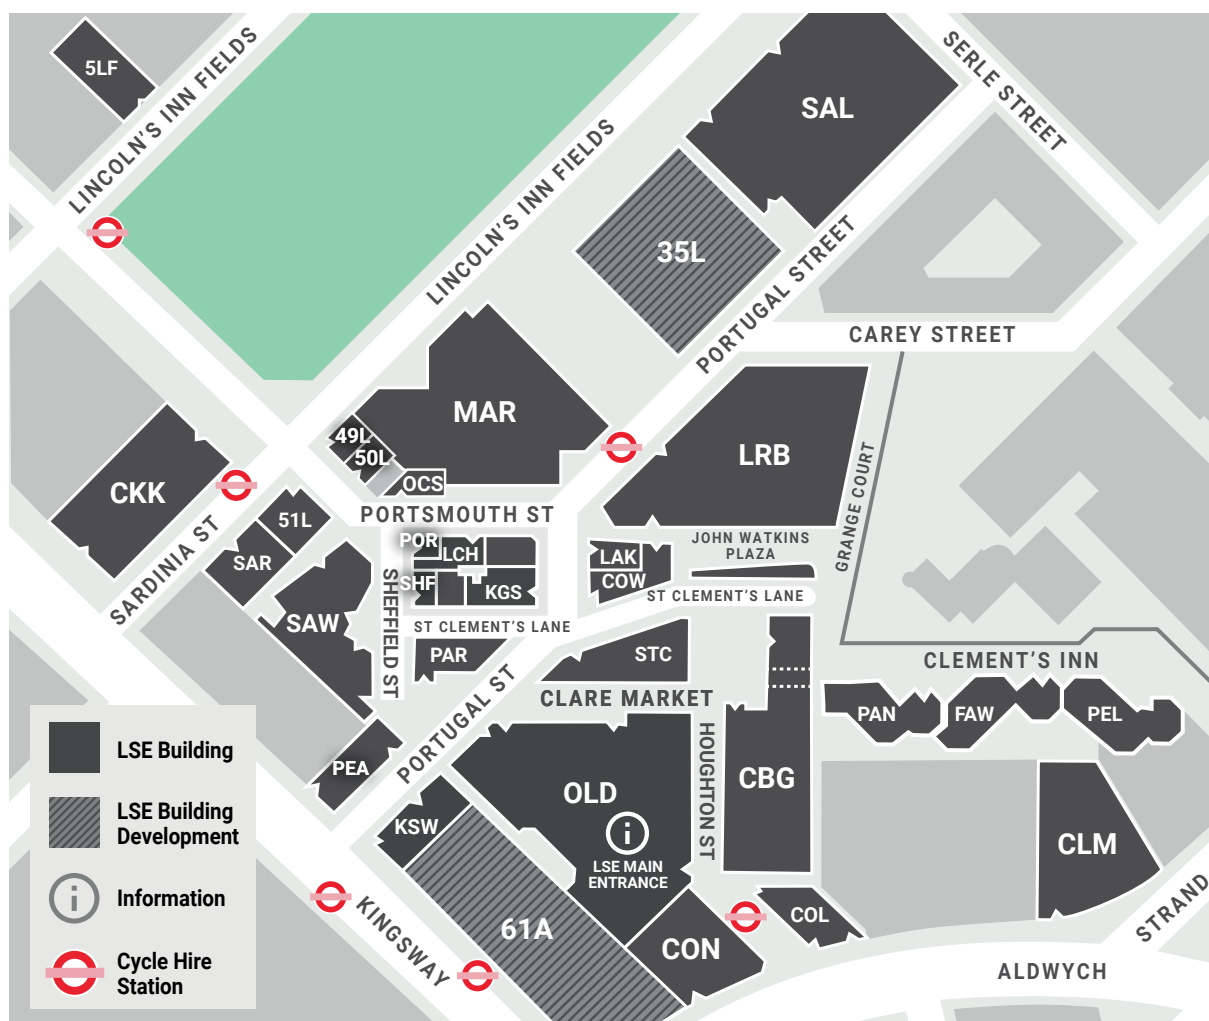 5LF
LINCOLN'S INN FIELDS
SERLE STREET
SAL
LINCOLN'S INN FIELDS
35L
PORTUGAL STREET
CAREY STREET
MAR
49L
50L
OCS
LRB
GRANGE COURT
CKK
SARDINIA ST
51L
SAR
SAW
PORTSMOUTH ST
POR
LCH
SHF
KGS
SHEFFIELD ST
LAK
COW
JOHN WATKINS
PLAZA
ST CLEMENT'S LANE
ST CLEMENT'S LANE
PAR
STC
CLARE MARKET
CLEMENT'S INN
PAN
FAW
PEL
PORTUGAL ST
PEA
HOUGHTON ST
CBG
OLD
i
LSE MAIN
ENTRANCE
KSW
61A
CON
COL
CLM
KINGSWAY
STRAND
ALDWYCH
LSE Building
LSE Building
Development
i
Information
Cycle Hire
Station